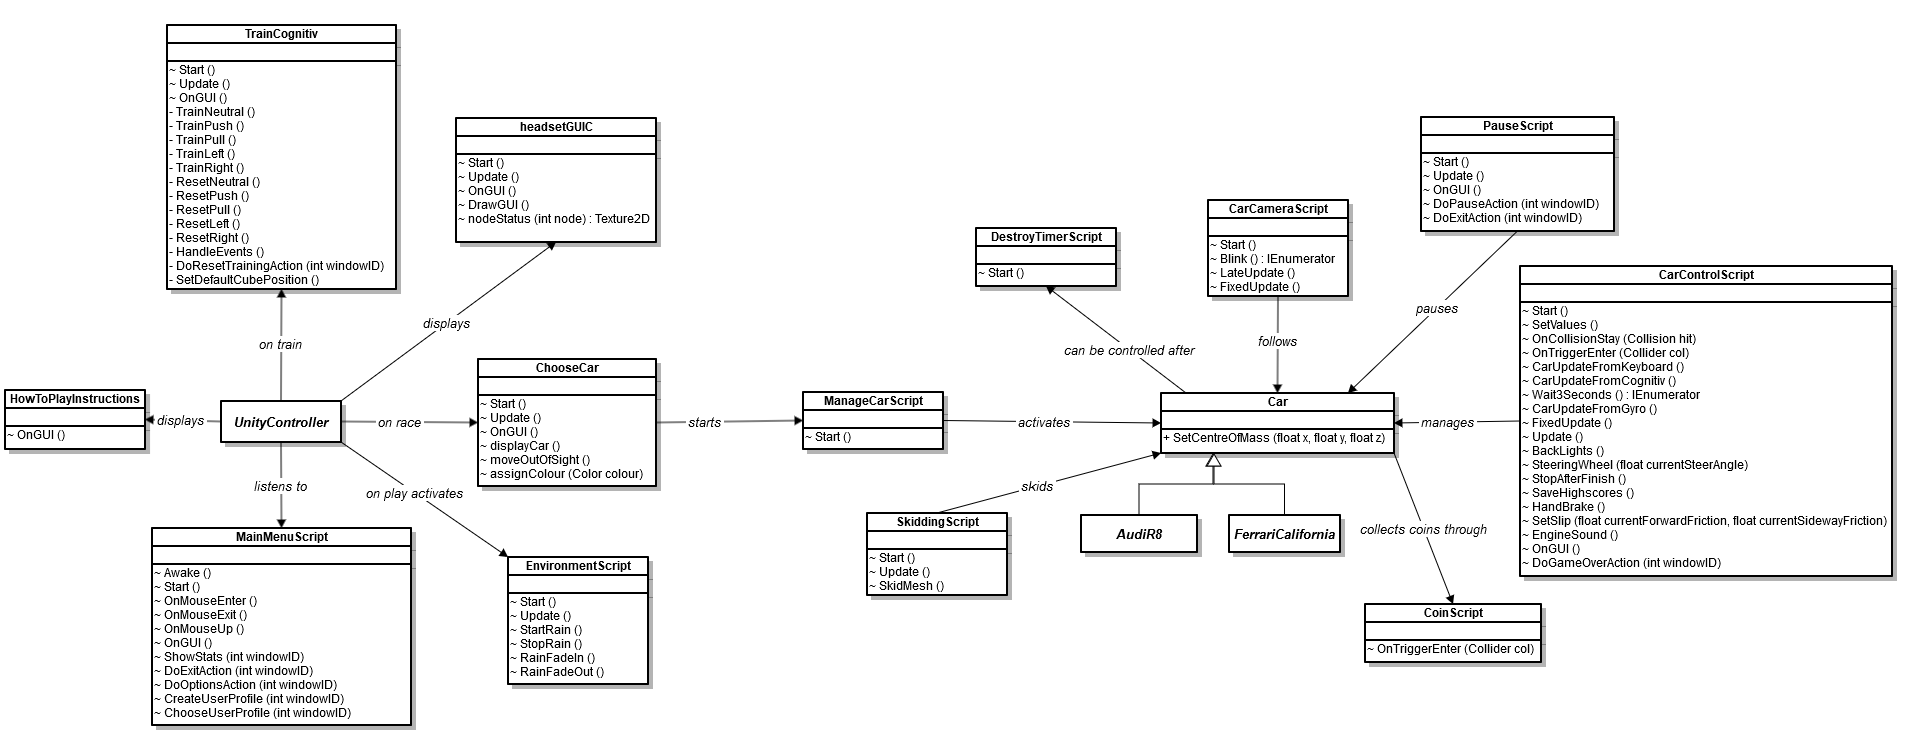 TrainCognitiv
~ Start ()
~ Update ()
~ OnGUI ()
- TrainNeutral ()
- TrainPush ()
- TrainPull ()
- TrainLeft ()
- TrainRight ()
- ResetNeutral ()
- ResetPush ()
- ResetPull ()
- ResetLeft ()
- ResetRight ()
- HandleEvents ()
- DoResetTrainingAction (int windowID)
- SetDefaultCubePosition ()
headsetGUIC
~ Start ()
~ Update ()
~ OnGUI ()
~ DrawGUI ()
~ nodeStatus (int node) : Texture2D
displays
on train
HowToPlayInstructions
~ OnGUI ()
displays
UnityController
on race
ChooseCar
~ Start ()
~ Update ()
~ OnGUI ()
~ displayCar ()
~ moveOutOfSight ()
~ assignColour (Color colour)
starts
listens to
on play activates
MainMenuScript
~ Awake ()
~ Start ()
~ OnMouseEnter ()
~ OnMouseExit ()
~ OnMouseUp ()
~ OnGUI ()
~ ShowStats (int windowID)
~ DoExitAction (int windowID)
~ DoOptionsAction (int windowID)
~ CreateUserProfile (int windowID)
~ ChooseUserProfile (int windowID)
EnvironmentScript
~ Start ()
~ Update ()
~ StartRain ()
~ StopRain ()
~ RainFadeIn ()
~ RainFadeOut ()
ManageCarScript
~ Start ()
activates
DestroyTimerScript
~ Start ()
can be controlled after
CarCameraScript
~ Start ()
~ Blink () : IEnumerator
~ LateUpdate ()
~ FixedUpdate ()
follows
PauseScript
~ Start ()
~ Update ()
~ OnGUI ()
~ DoPauseAction (int windowID)
~ DoExitAction (int windowID)
pauses
Car
+ SetCentreOfMass (float x, float y, float z)
manages
CarControlScript
~ Start ()
~ SetValues ()
~ OnCollisionStay (Collision hit)
~ OnTriggerEnter (Collider col)
~ CarUpdateFromKeyboard ()
~ CarUpdateFromCognitiv ()
~ Wait3Seconds () : IEnumerator
~ CarUpdateFromGyro ()
~ FixedUpdate ()
~ Update ()
~ BackLights ()
~ SteeringWheel (float currentSteerAngle)
~ StopAfterFinish ()
~ SaveHighscores ()
~ HandBrake ()
~ SetSlip (float currentForwardFriction, float currentSidewayFriction)
~ EngineSound ()
~ OnGUI ()
~ DoGameOverAction (int windowID)
skids
SkiddingScript
~ Start ()
~ Update ()
~ SkidMesh ()
AudiR8
FerrariCalifornia
collects coins through
CoinScript
~ OnTriggerEnter (Collider col)